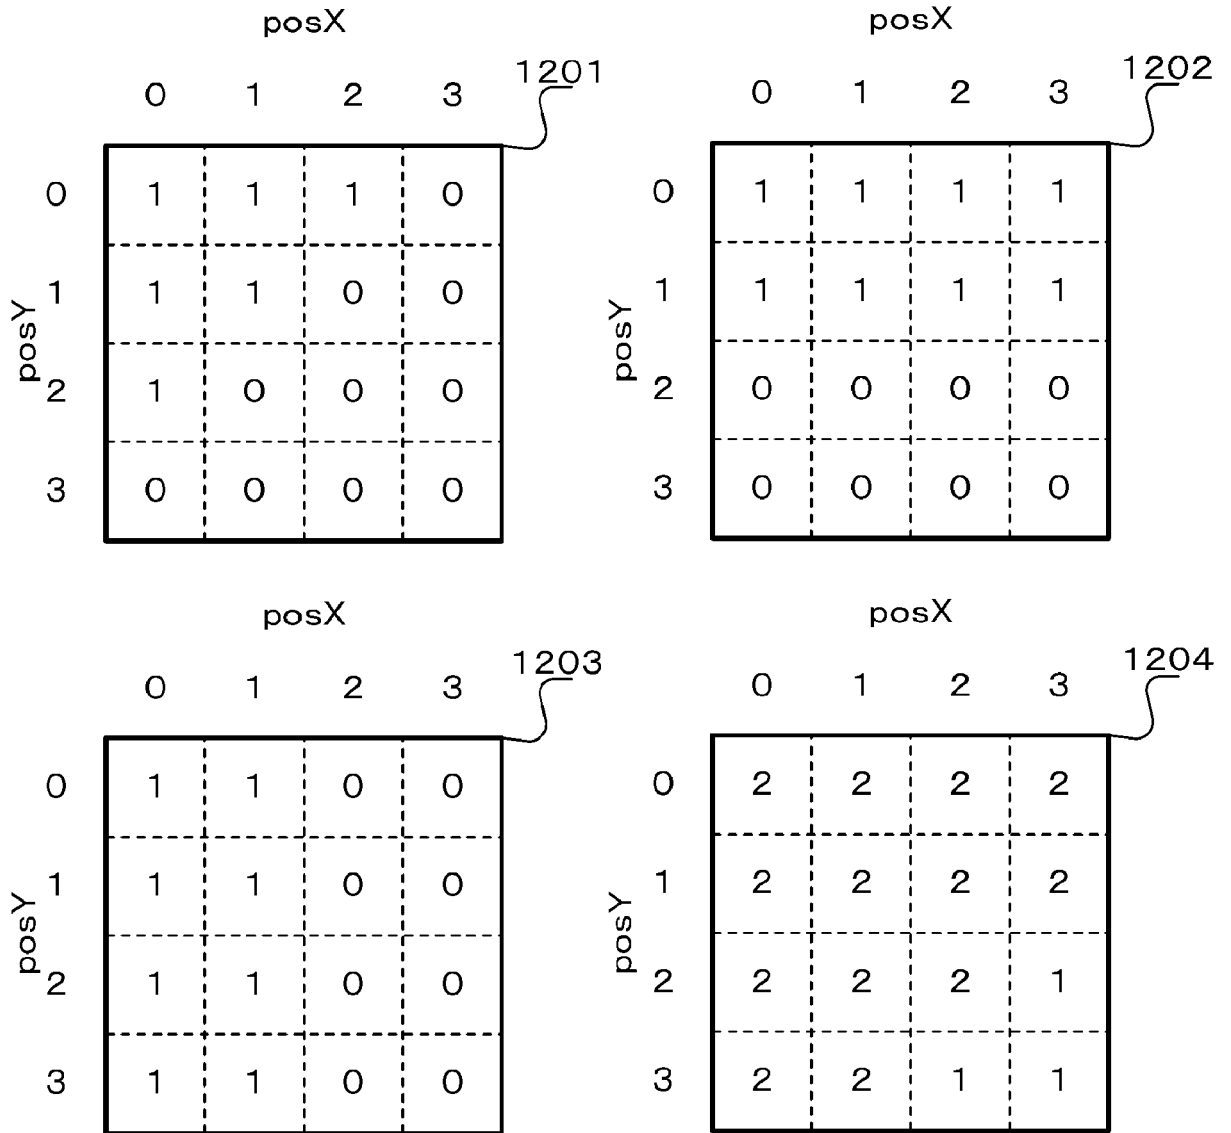 posX
1201
0 1 2 3
0 1 1 1 0
1 1 1 0 0
2 1 0 0 0
3 0 0 0 0
posY
posX
1202
0 1 2 3
0 1 1 1 1
1 1 1 1 1
2 0 0 0 0
3 0 0 0 0
posY
posX
1203
0 1 2 3
0 1 1 0 0
1 1 1 0 0
2 1 1 0 0
3 1 1 0 0
posY
posX
1204
0 1 2 3
0 2 2 2 2
1 2 2 2 2
2 2 2 2 1
3 2 2 1 1
posY